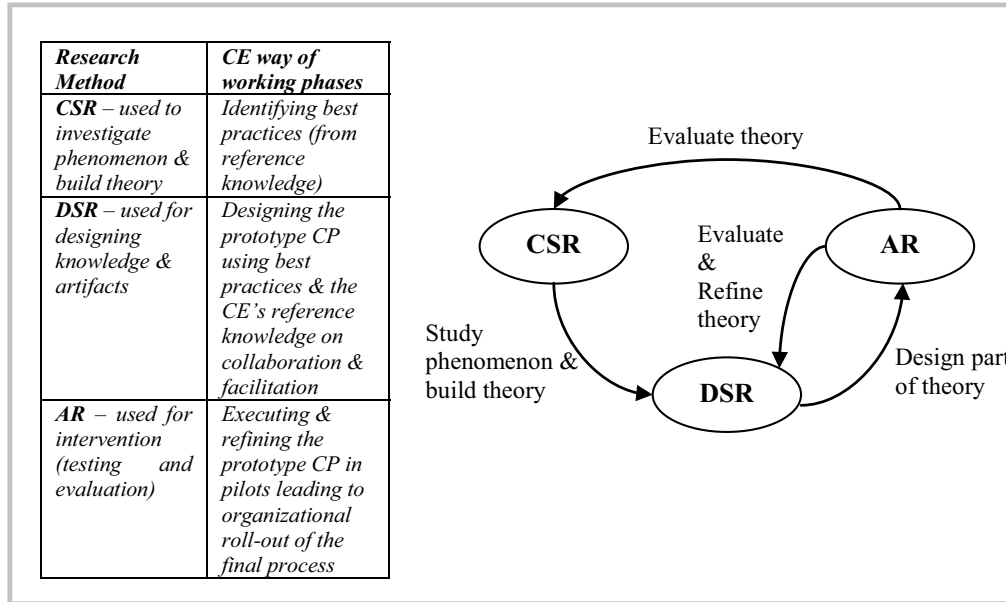 Research
Method
CE way of
working phases
CSR – used to
investigate
phenomenon &
build theory
Identifying best
practices (from
reference
knowledge)
DSR – used for
designing
knowledge &
artifacts
Designing the
prototype CP
using best
practices & the
CE's reference
knowledge on
collaboration &
facilitation
AR – used for
intervention
(testing and
evaluation)
Executing &
refining the
prototype CP in
pilots leading to
organizational
roll-out of the
final process
Evaluate theory
CSR
Evaluate
&
Refine
theory
AR
Study
phenomenon &
build theory
DSR
Design part
of theory